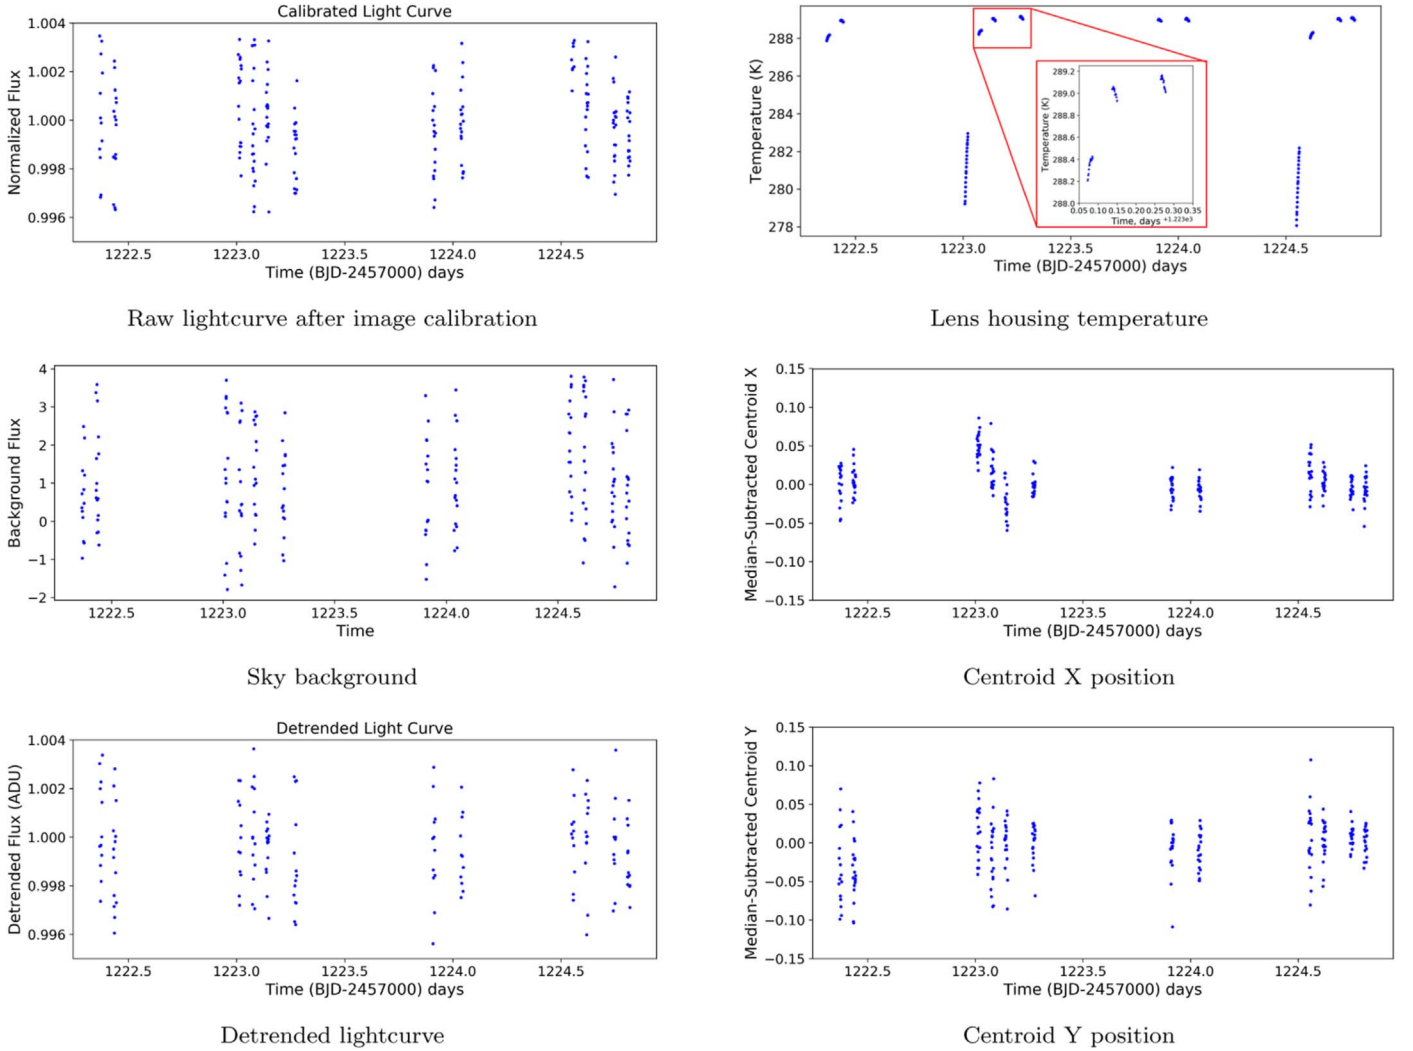 Calibrated Light Curve
1.004
1.002
1.000
0.998
0.996
Normalized Flux
1222.5 1223.0 1223.5 1224.0 1224.5
Time (BJD-2457000) days
Raw lightcurve after image calibration
288
286
284
282
280
278
Temperature (K)
289.2
289.0
288.8
288.6
288.4
288.2
288.0
Temperature (K)
0.05 0.10 0.15 0.20 0.25 0.30 0.35
Time, days +1.223e3
1222.5 1223.0 1223.5 1224.0 1224.5
Time (BJD-2457000) days
Lens housing temperature
4
3
2
1
0
−1
−2
Background Flux
1222.5 1223.0 1223.5 1224.0 1224.5
Time
Sky background
0.15
0.10
0.05
0.00
−0.05
−0.10
−0.15
Median-Subtracted Centroid X
1222.5 1223.0 1223.5 1224.0 1224.5
Time (BJD-2457000) days
Centroid X position
Detrended Light Curve
1.004
1.002
1.000
0.998
0.996
Detrended Flux (ADU)
1222.5 1223.0 1223.5 1224.0 1224.5
Time (BJD-2457000) days
Detrended lightcurve
0.15
0.10
0.05
0.00
−0.05
−0.10
−0.15
Median-Subtracted Centroid Y
1222.5 1223.0 1223.5 1224.0 1224.5
Time (BJD-2457000) days
Centroid Y position